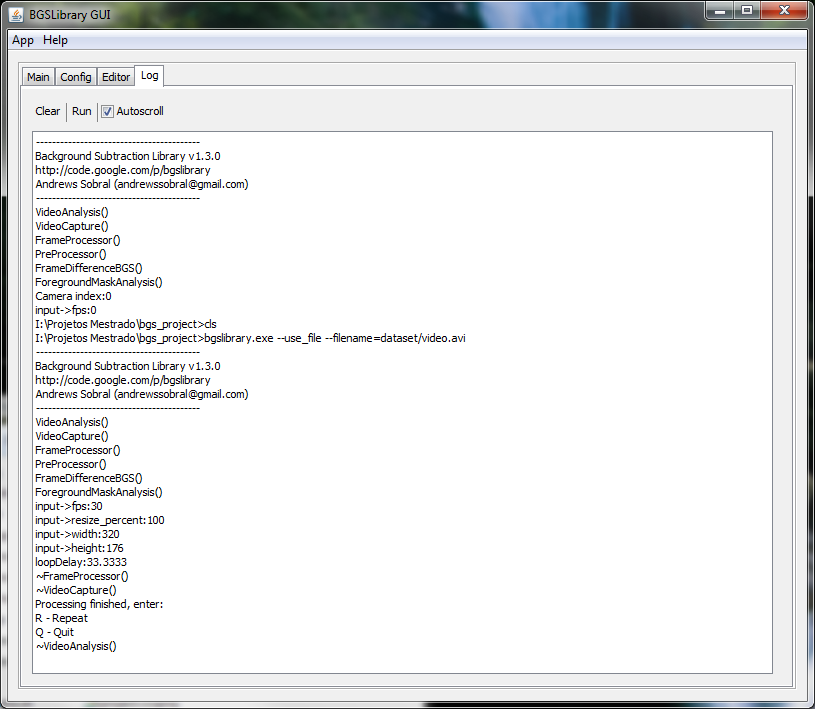 BGSLibrary GUI
App Help
Main Config Editor Log
Clear Run Autoscroll
-----------------------------------------
Background Subtraction Library v1.3.0
http://code.google.com/p/bgslibrary
Andrews Sobral (andrewssobral@gmail.com)
-----------------------------------------
VideoAnalysis()
VideoCapture()
FrameProcessor()
PreProcessor()
FrameDifferenceBGS()
ForegroundMaskAnalysis()
Camera index:0
input->fps:0
I:\Projetos Mestrado\bgs_project>cls
I:\Projetos Mestrado\bgs_project>bgslibrary.exe --use_file --filename=dataset/video.avi
-----------------------------------------
Background Subtraction Library v1.3.0
http://code.google.com/p/bgslibrary
Andrews Sobral (andrewssobral@gmail.com)
-----------------------------------------
VideoAnalysis()
VideoCapture()
FrameProcessor()
PreProcessor()
FrameDifferenceBGS()
ForegroundMaskAnalysis()
input->fps:30
input->resize_percent:100
input->width:320
input->height:176
loopDelay:33.3333
~FrameProcessor()
~VideoCapture()
Processing finished, enter:
R - Repeat
Q - Quit
~VideoAnalysis()